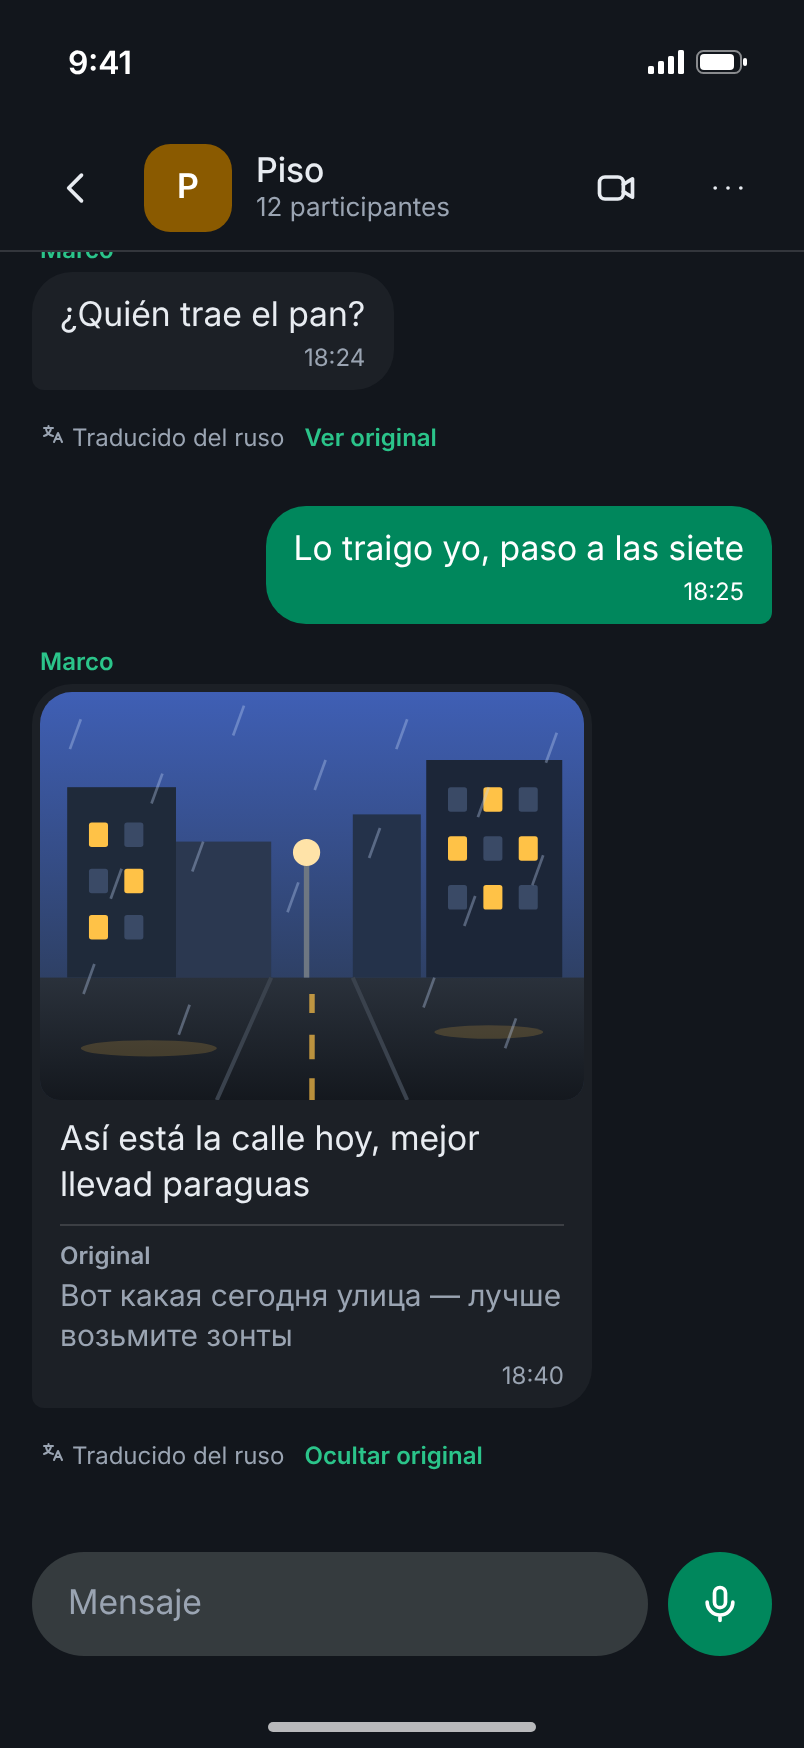 9:41
P
Piso
12 participantes
Marco
¿Quién trae el pan?
18:24
Traducido del ruso Ver original
Lo traigo yo, paso a las siete
18:25
Marco
Así está la calle hoy, mejor
llevad paraguas
Original
Вот какая сегодня улица — лучше
возьмите зонты
18:40
Traducido del ruso Ocultar original
Mensaje